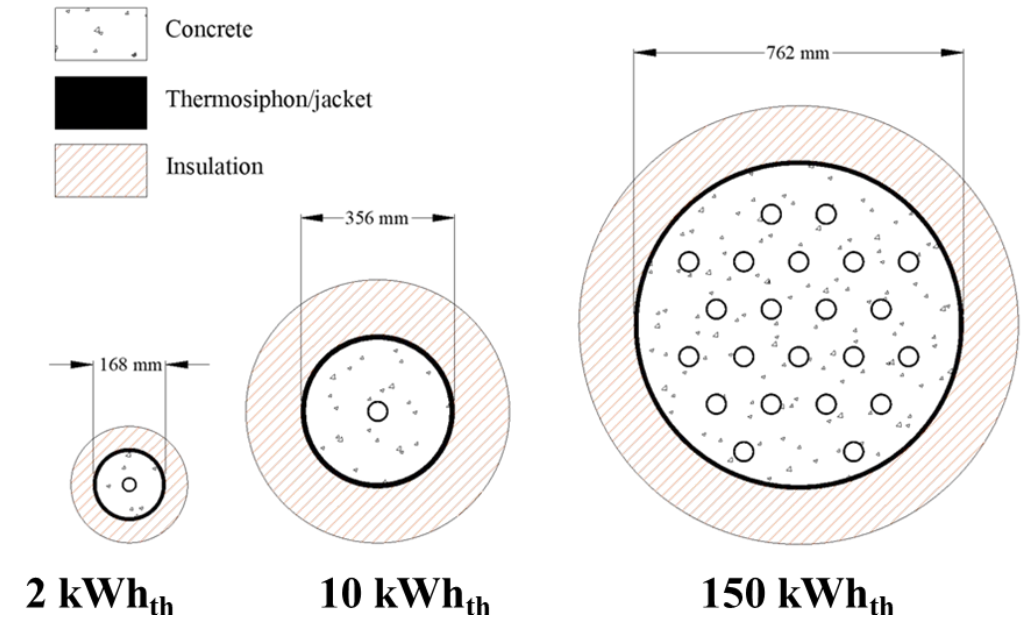 Concrete
Thermosiphon/jacket
Insulation
762 mm
356 mm
168 mm
2 kWhth
10 kWhth
150 kWhth